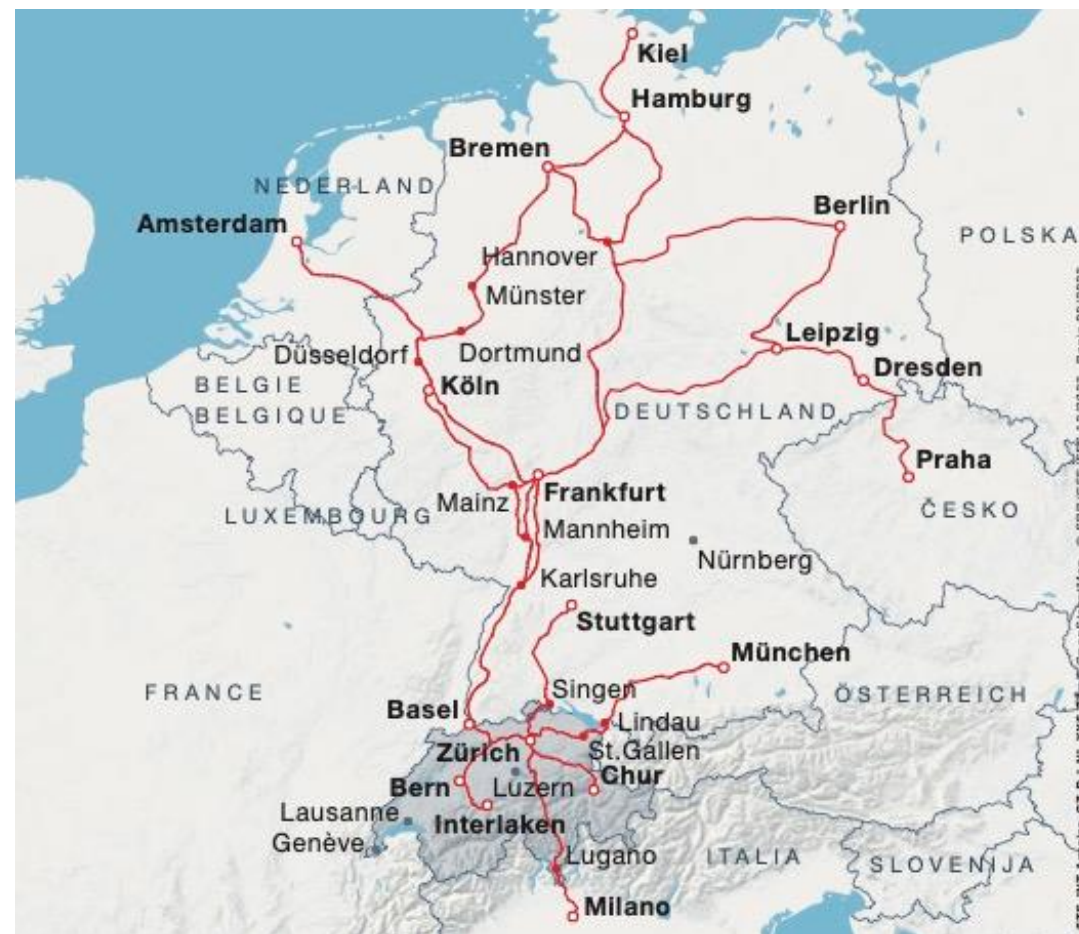 Kiel
Hamburg
Bremen
NEDERLAND
Amsterdam
Berlin
POLSKA
Hannover
Münster
Leipzig
Düsseldorf
Dortmund
Dresden
BELGIE
BELGIQUE
Köln
DEUTSCHLAND
Praha
Frankfurt
Mainz
LUXEMBOURG
ČESKO
Mannheim
Nürnberg
Karlsruhe
Stuttgart
München
FRANCE
Singen
ÖSTERREICH
Basel
Lindau
Zürich
St.Gallen
Bern
Luzern
Chur
Lausanne
Interlaken
Genève
Lugano
ITALIA
SLOVENIJA
Milano